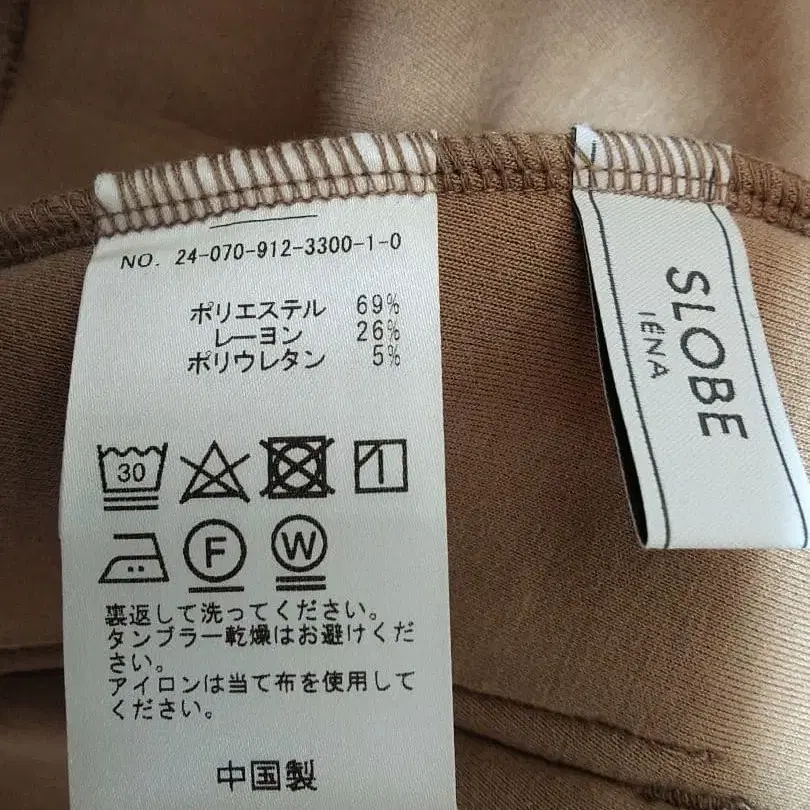 NO. 24-070-912-3300-1-0
ポリエステル 69%
レーヨン 26%
ポリウレタン 5%
30
F
W
裏返して洗ってください。
タンブラー乾燥はお避けくだ
さい。
アイロンは当て布を使用して
ください。
中国製
SLOBE
IÉNA